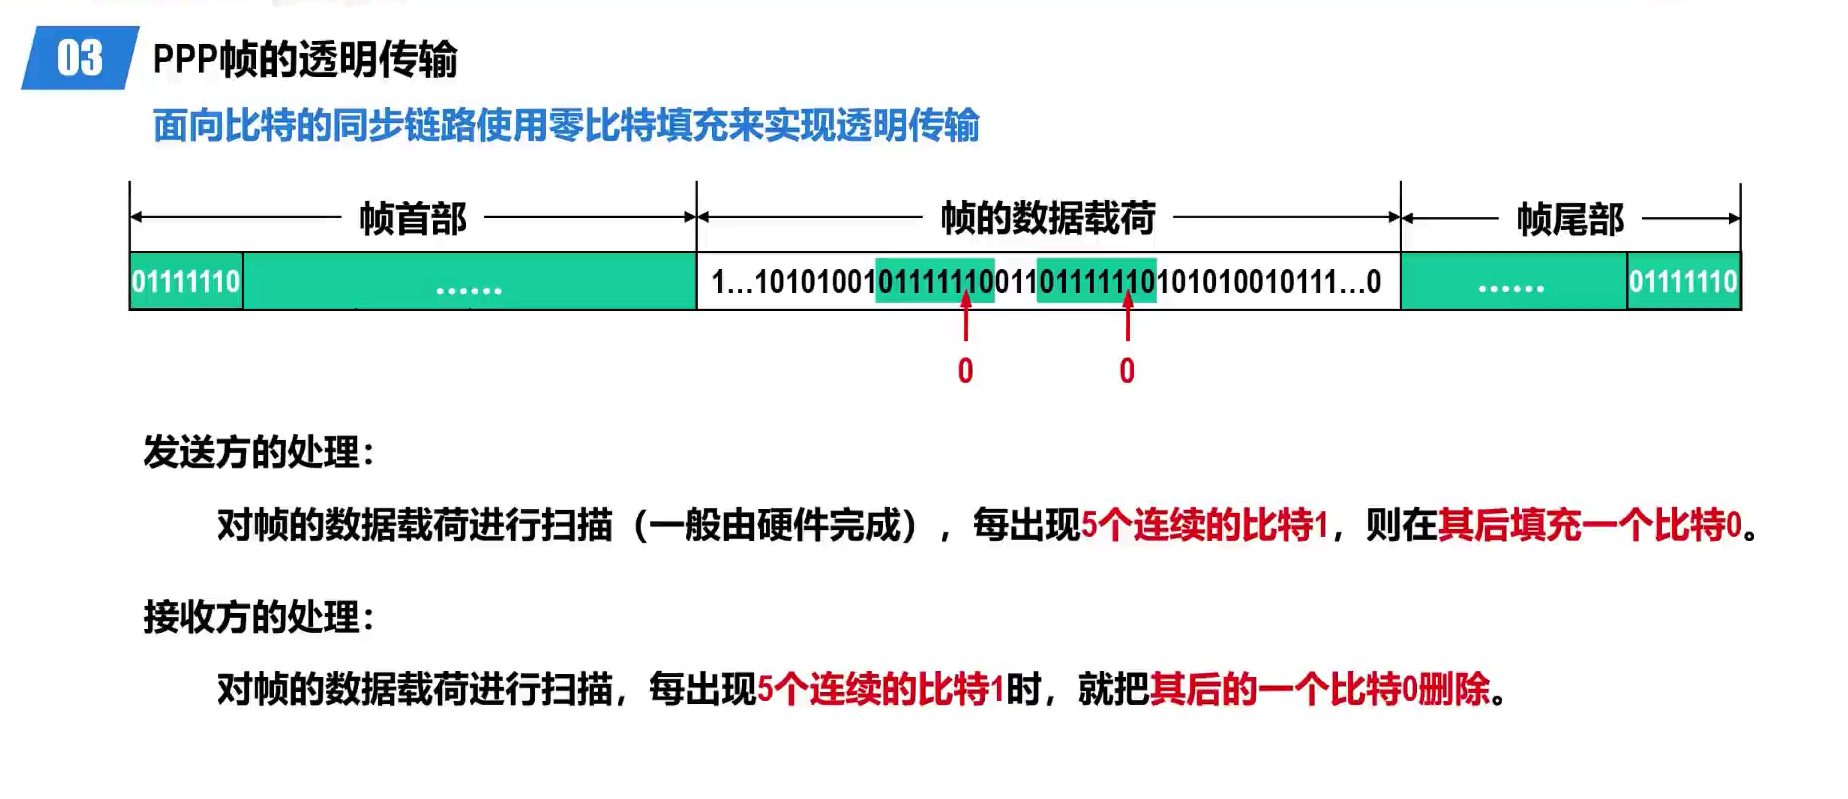 03 PPP帧的透明传输
面向比特的同步链路使用零比特填充来实现透明传输
帧首部 帧的数据载荷 帧尾部
01111110 …… 1…101010010111111001101111110101010010111…0 …… 01111110
0 0
发送方的处理：
对帧的数据载荷进行扫描（一般由硬件完成），每出现5个连续的比特1，则在其后填充一个比特0。
接收方的处理：
对帧的数据载荷进行扫描，每出现5个连续的比特1时，就把其后的一个比特0删除。